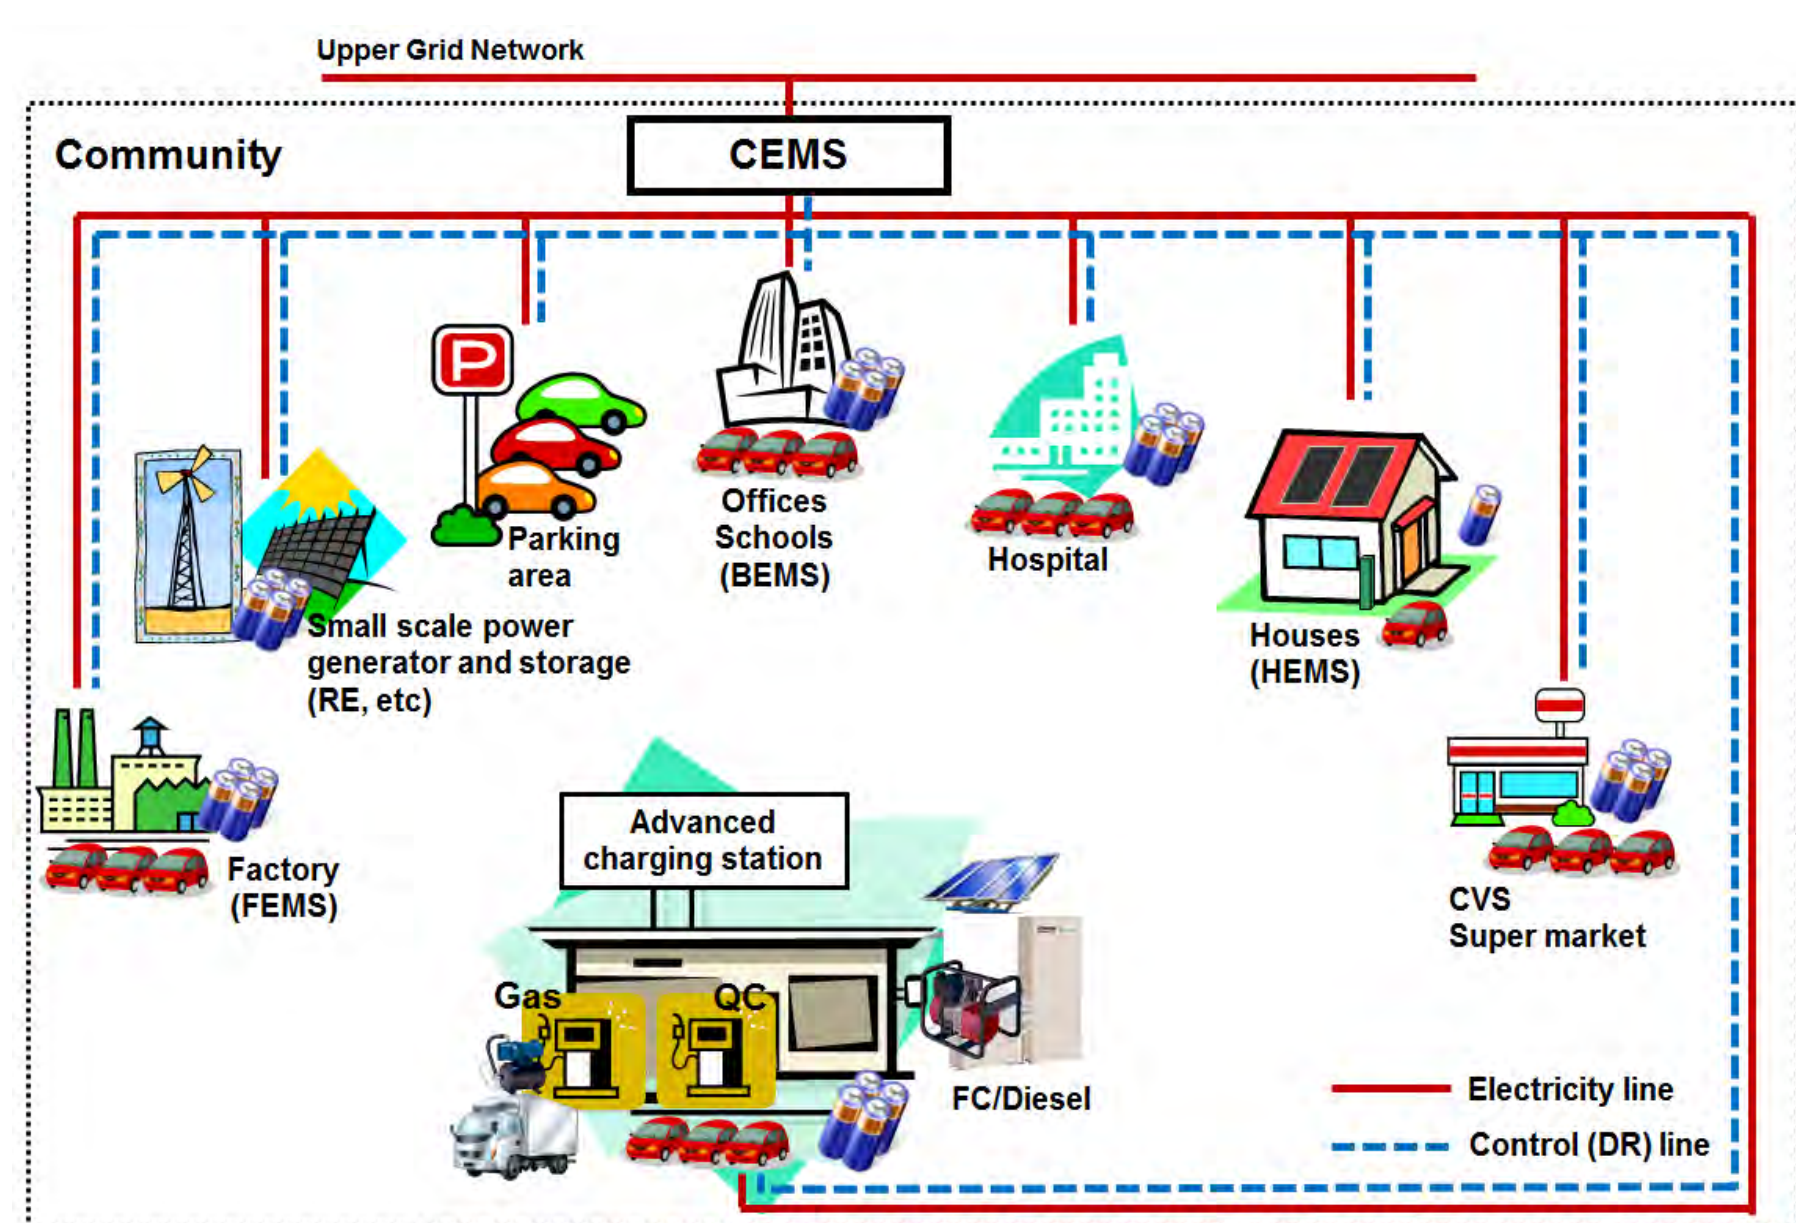 Upper Grid Network
Community
CEMS
P
Parking
area
Offices
Schools
(BEMS)
Hospital
Houses
(HEMS)
Small scale power
generator and storage
(RE, etc)
Factory
(FEMS)
CVS
Super market
Advanced
charging station
Gas
QC
FC/Diesel
Electricity line
Control (DR) line